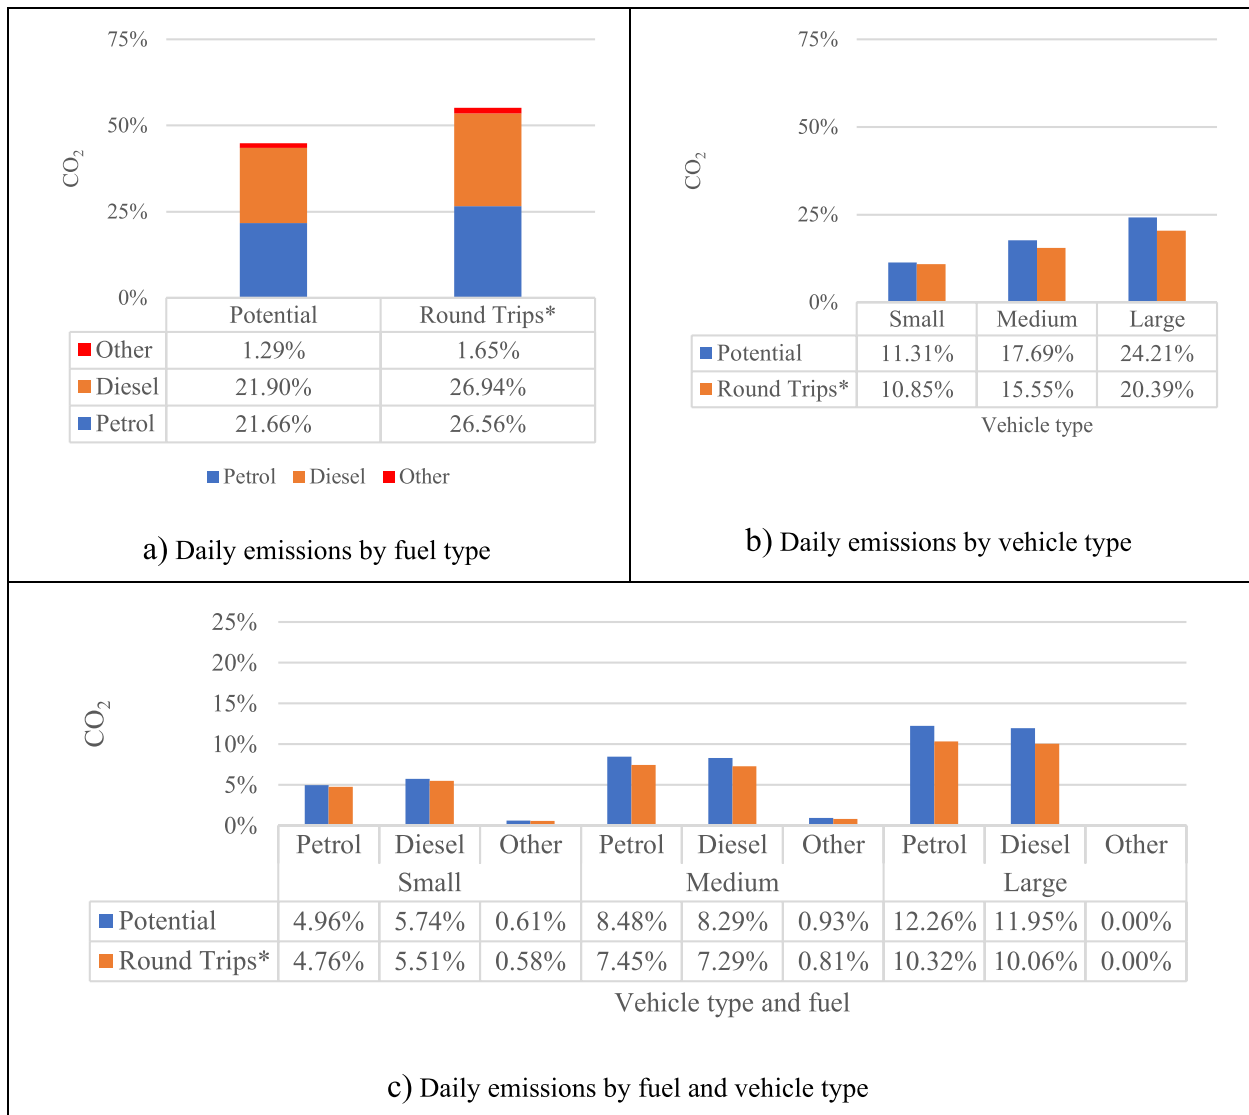 75%
50%
25%
0%
CO2
Potential Round Trips*
Other 1.29% 1.65%
Diesel 21.90% 26.94%
Petrol 21.66% 26.56%
Petrol Diesel Other
a) Daily emissions by fuel type
75%
50%
25%
0%
CO2
Small Medium Large
Potential 11.31% 17.69% 24.21%
Round Trips* 10.85% 15.55% 20.39%
Vehicle type
b) Daily emissions by vehicle type
25%
20%
15%
10%
5%
0%
CO2
Petrol Diesel Other Petrol Diesel Other Petrol Diesel Other
Small Medium Large
Potential 4.96% 5.74% 0.61% 8.48% 8.29% 0.93% 12.26% 11.95% 0.00%
Round Trips* 4.76% 5.51% 0.58% 7.45% 7.29% 0.81% 10.32% 10.06% 0.00%
Vehicle type and fuel
c) Daily emissions by fuel and vehicle type